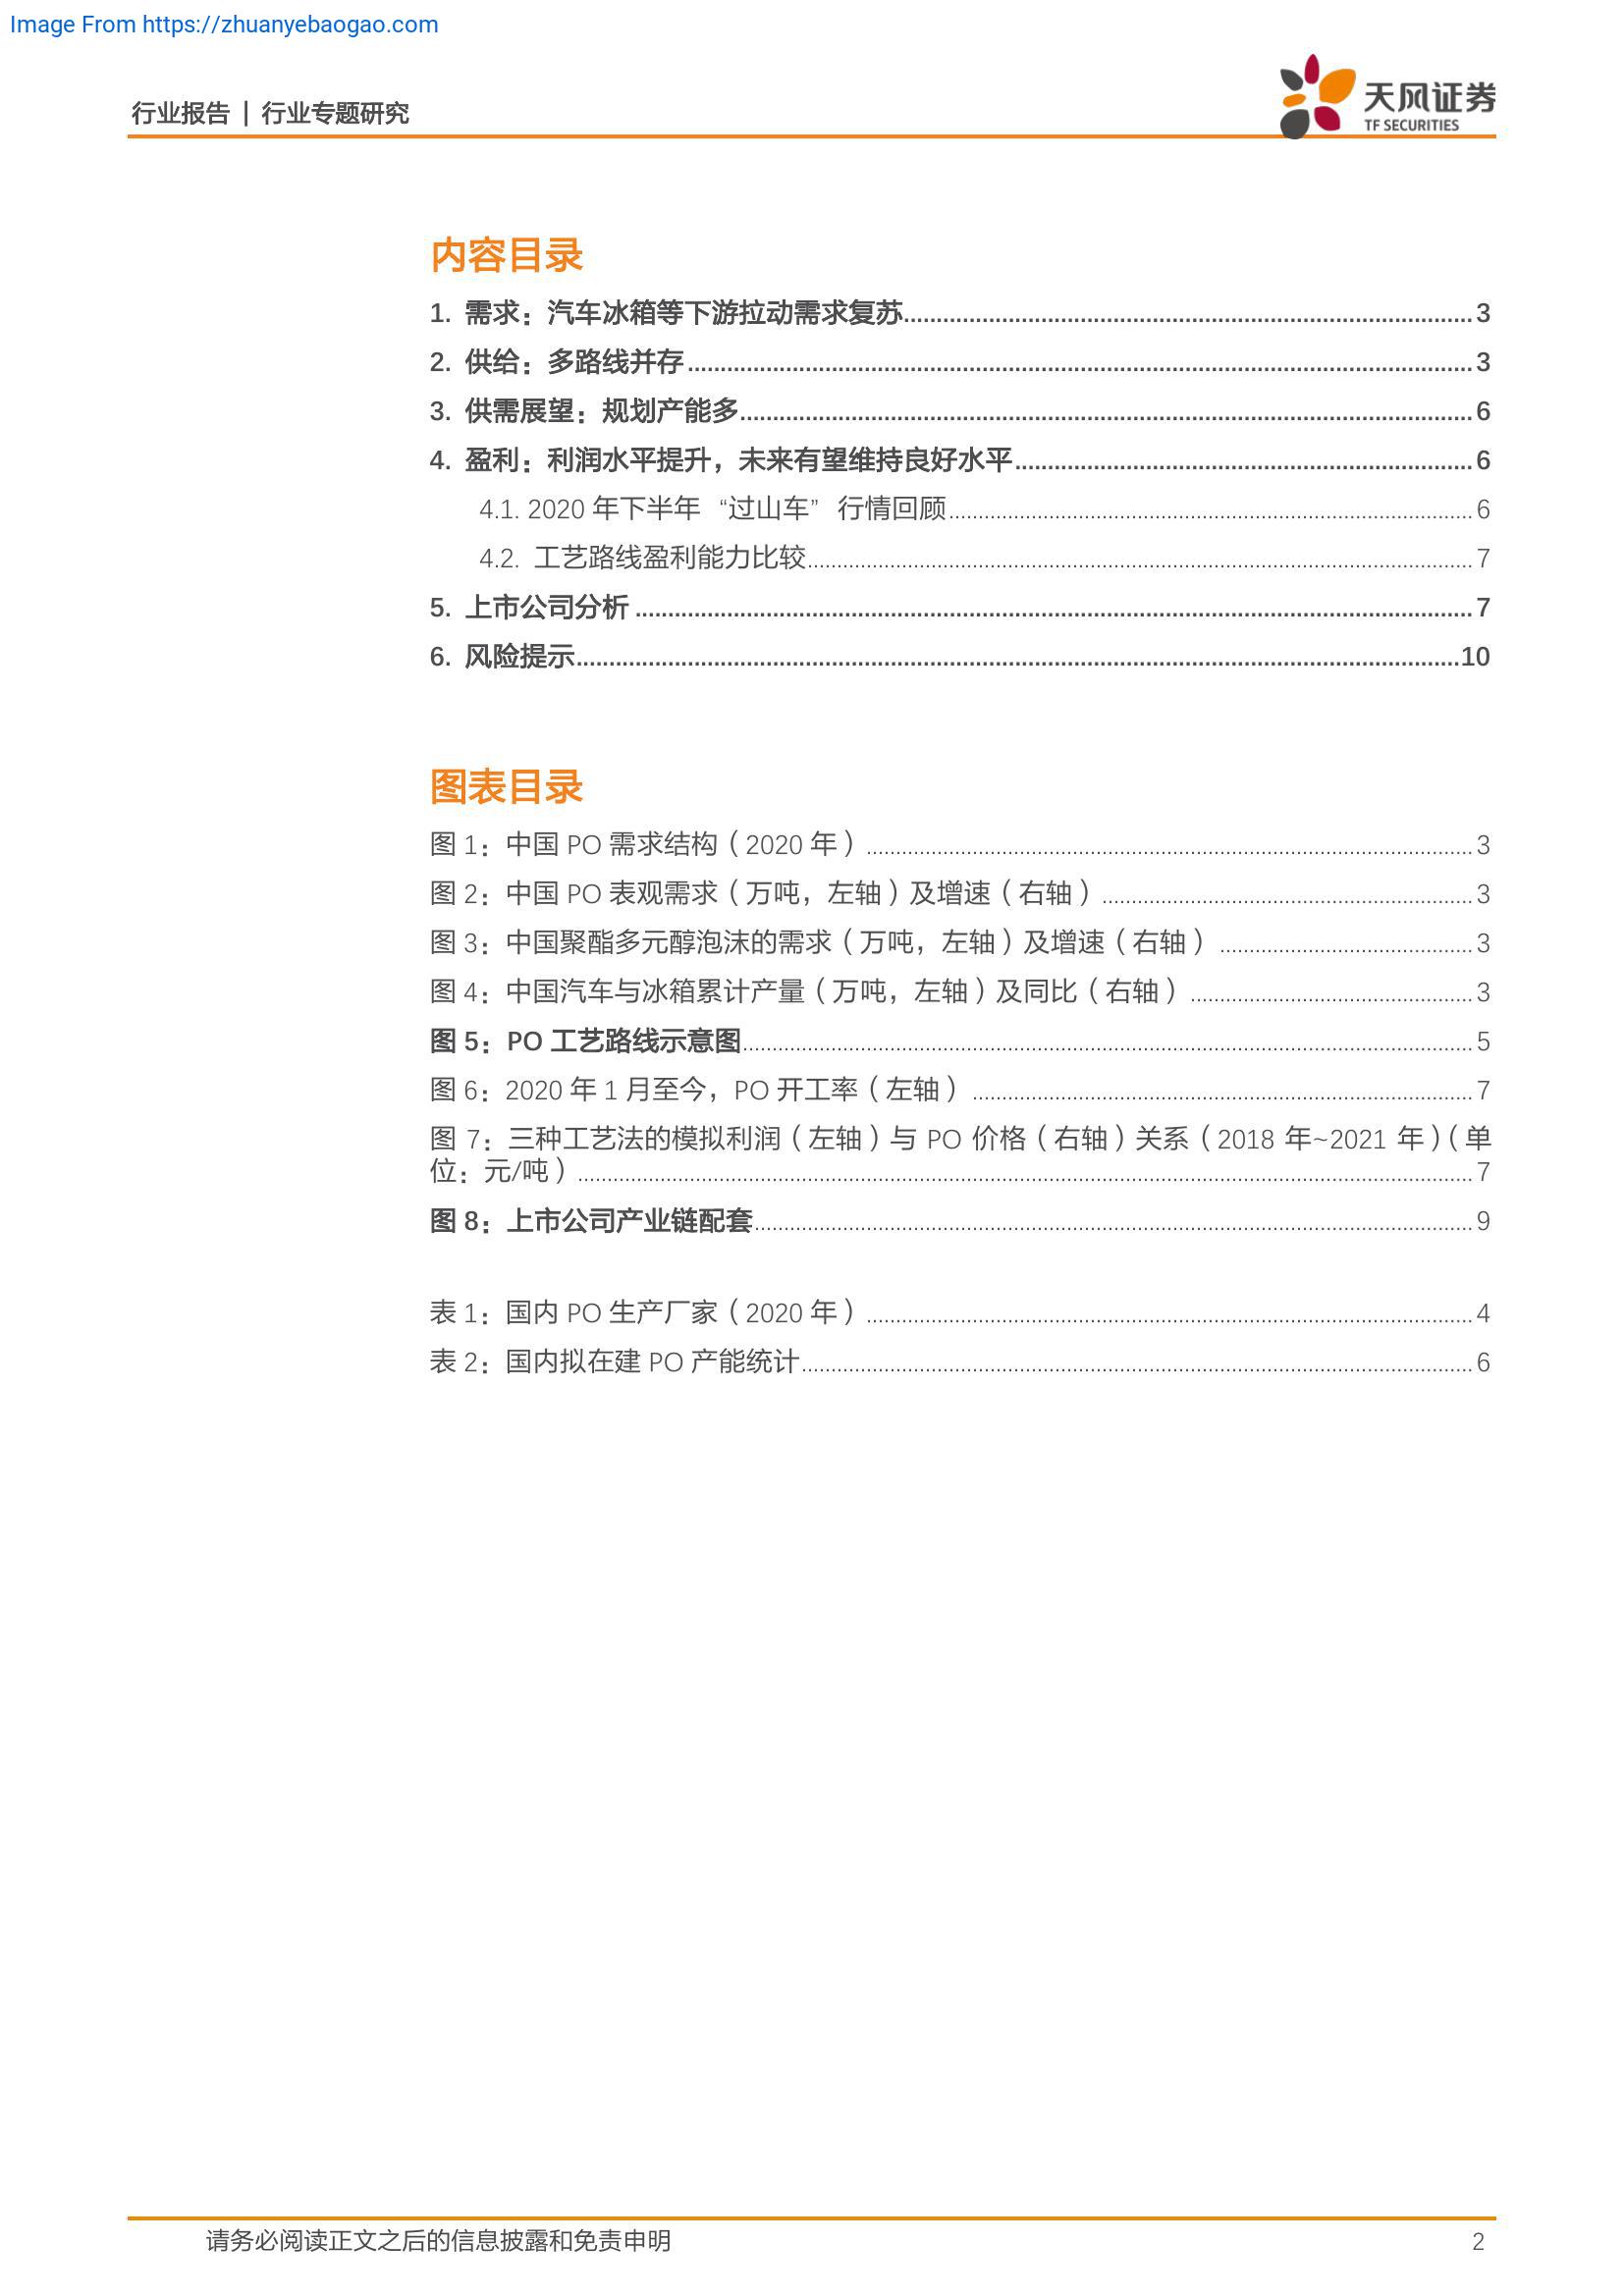 Image From https://zhuanyebaogao.com
行业报告 | 行业专题研究
天风证券
TF SECURITIES
内容目录
1. 需求：汽车冰箱等下游拉动需求复苏 3
2. 供给：多路线并存 3
3. 供需展望：规划产能多 6
4. 盈利：利润水平提升，未来有望维持良好水平 6
4.1. 2020 年下半年 “过山车” 行情回顾 6
4.2. 工艺路线盈利能力比较 7
5. 上市公司分析 7
6. 风险提示 10
图表目录
图 1：中国 PO 需求结构（2020 年） 3
图 2：中国 PO 表观需求（万吨，左轴）及增速（右轴） 3
图 3：中国聚酯多元醇泡沫的需求（万吨，左轴）及增速（右轴） 3
图 4：中国汽车与冰箱累计产量（万吨，左轴）及同比（右轴） 3
图 5：PO 工艺路线示意图 5
图 6：2020 年 1 月至今，PO 开工率（左轴） 7
图 7：三种工艺法的模拟利润（左轴）与 PO 价格（右轴）关系（2018 年~2021 年）（单
位：元/吨） 7
图 8：上市公司产业链配套 9
表 1：国内 PO 生产厂家（2020 年） 4
表 2：国内拟在建 PO 产能统计 6
请务必阅读正文之后的信息披露和免责申明 2